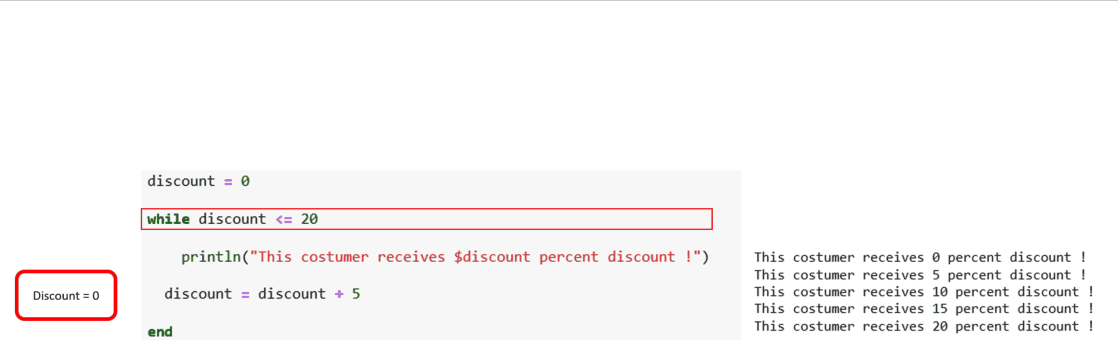 discount = 0
while discount <= 20
println("This costumer receives $discount percent discount !")
discount = discount + 5
end
Discount = 0
This costumer receives 0 percent discount !
This costumer receives 5 percent discount !
This costumer receives 10 percent discount !
This costumer receives 15 percent discount !
This costumer receives 20 percent discount !